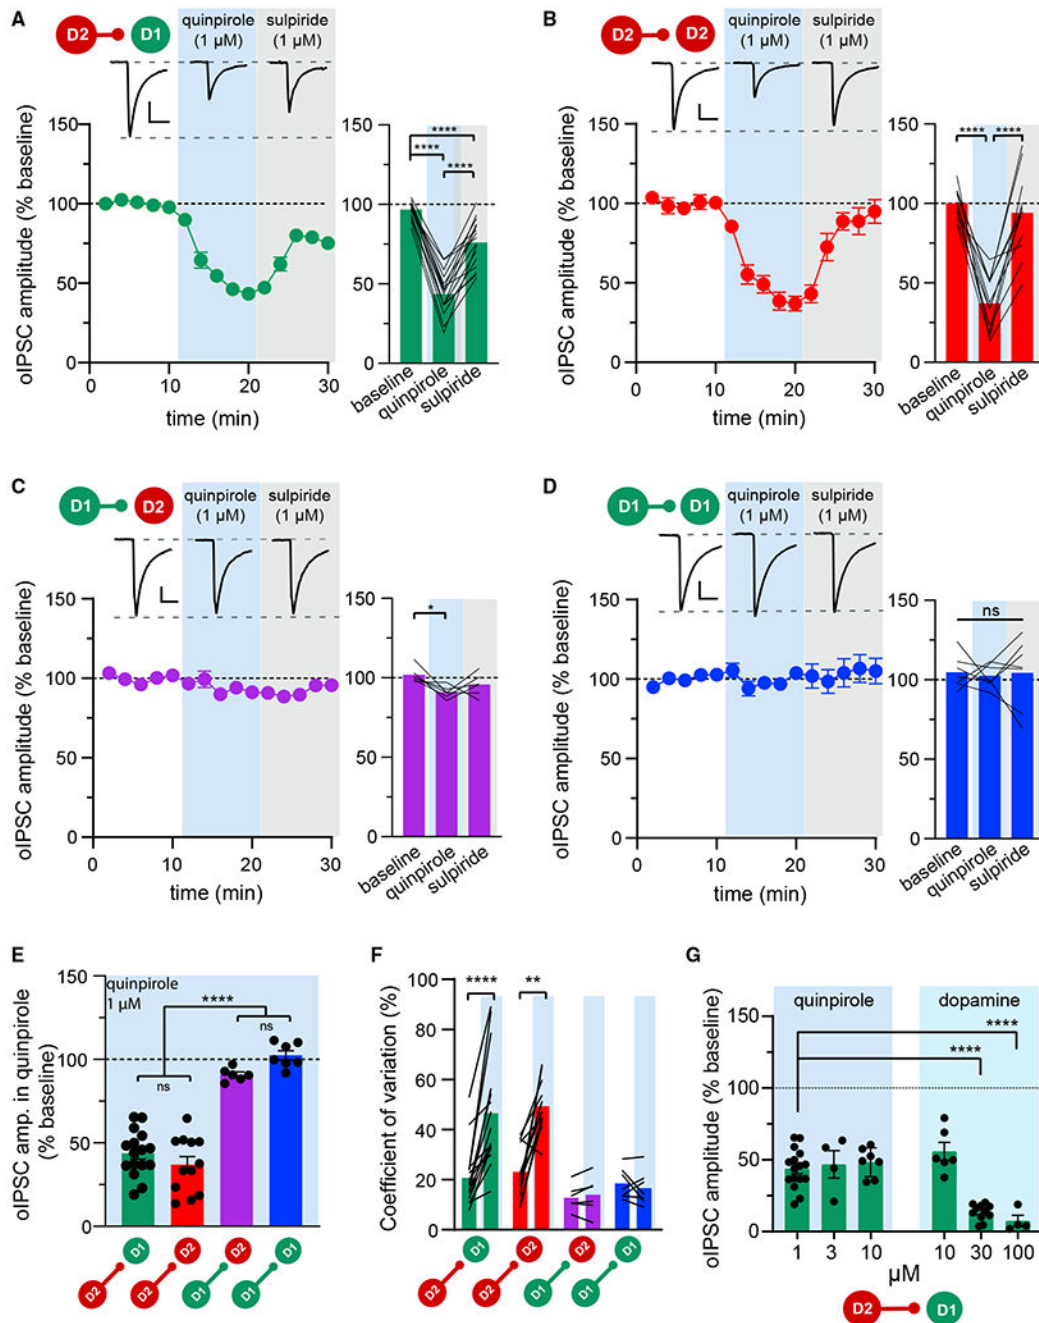 A
D2 D1
quinpirole (1 µM)
sulpiride (1 µM)
oIPSC amplitude (% baseline)
150
100
50
0
0 10 20 30
time (min)
150
100
50
0
****
****
****
baseline
quinpirole
sulpiride
B
D2 D2
quinpirole (1 µM)
sulpiride (1 µM)
oIPSC amplitude (% baseline)
150
100
50
0
0 10 20 30
time (min)
150
100
50
0
**** ****
baseline
quinpirole
sulpiride
C
D1 D2
quinpirole (1 µM)
sulpiride (1 µM)
oIPSC amplitude (% baseline)
150
100
50
0
0 10 20 30
time (min)
150
100
50
0
*
baseline
quinpirole
sulpiride
D
D1 D1
quinpirole (1 µM)
sulpiride (1 µM)
oIPSC amplitude (% baseline)
150
100
50
0
0 10 20 30
time (min)
150
100
50
0
ns
baseline
quinpirole
sulpiride
E
oIPSC amp. in quinpirole
(% baseline)
150
100
50
0
quinpirole
1 µM
****
ns
ns
D1 D2 D2 D1
D2 D2 D1 D1
F
Coefficient of variation (%)
100
80
60
40
20
0
**** **
D1 D2 D2 D1
D2 D2 D1 D1
G
oIPSC amplitude (% baseline)
150
100
50
0
quinpirole dopamine
****
****
1 3 10 10 30 100
µM
D2 D1